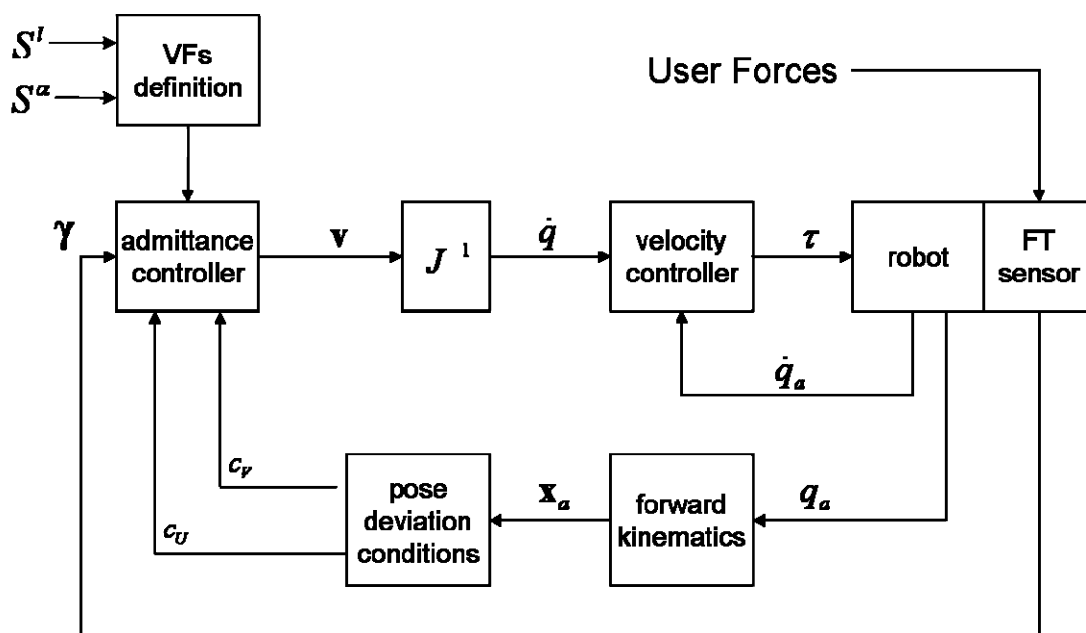 S^l
S^α
VFs
definition
User Forces
γ
admittance
controller
v
J ¹
q̇
velocity
controller
τ
robot
FT
sensor
q̇_a
c_V
c_U
pose
deviation
conditions
x_a
forward
kinematics
q_a